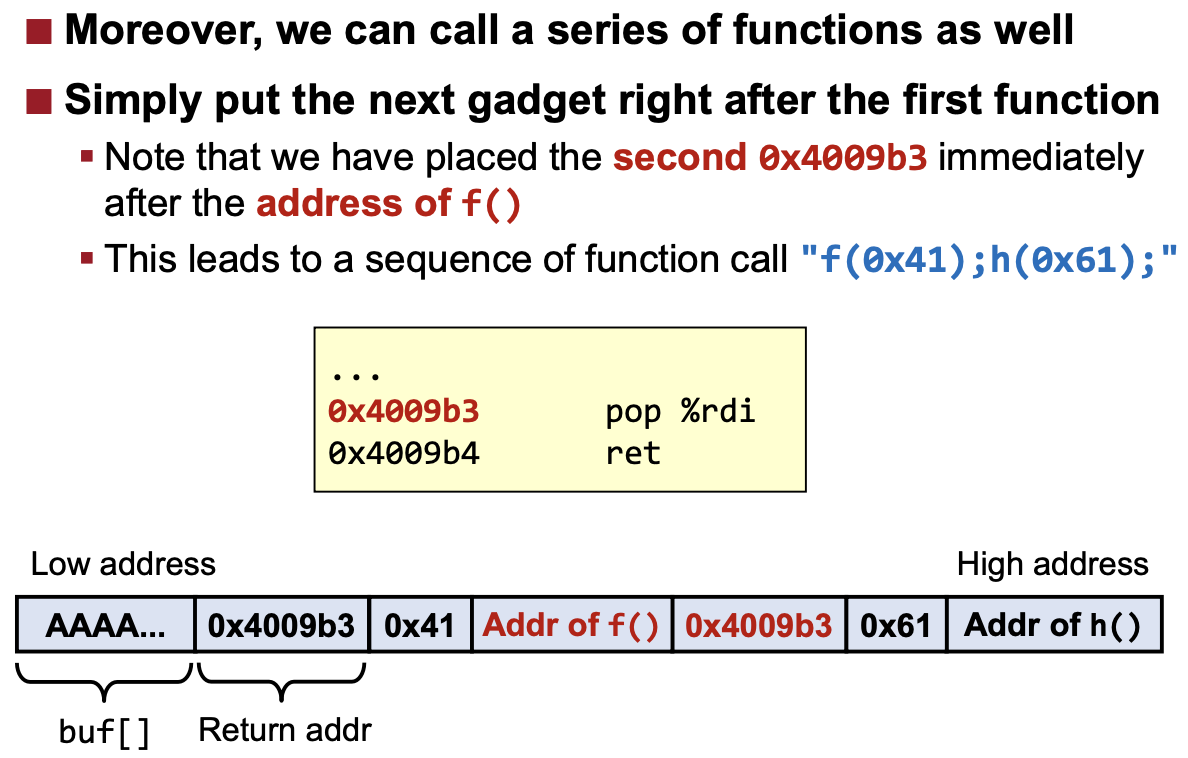 Moreover, we can call a series of functions as well
Simply put the next gadget right after the first function
Note that we have placed the second 0x4009b3 immediately
after the address of f()
This leads to a sequence of function call "f(0x41);h(0x61);"
...
0x4009b3 pop %rdi
0x4009b4 ret
Low address High address
AAAA... 0x4009b3 0x41 Addr of f() 0x4009b3 0x61 Addr of h()
buf[] Return addr